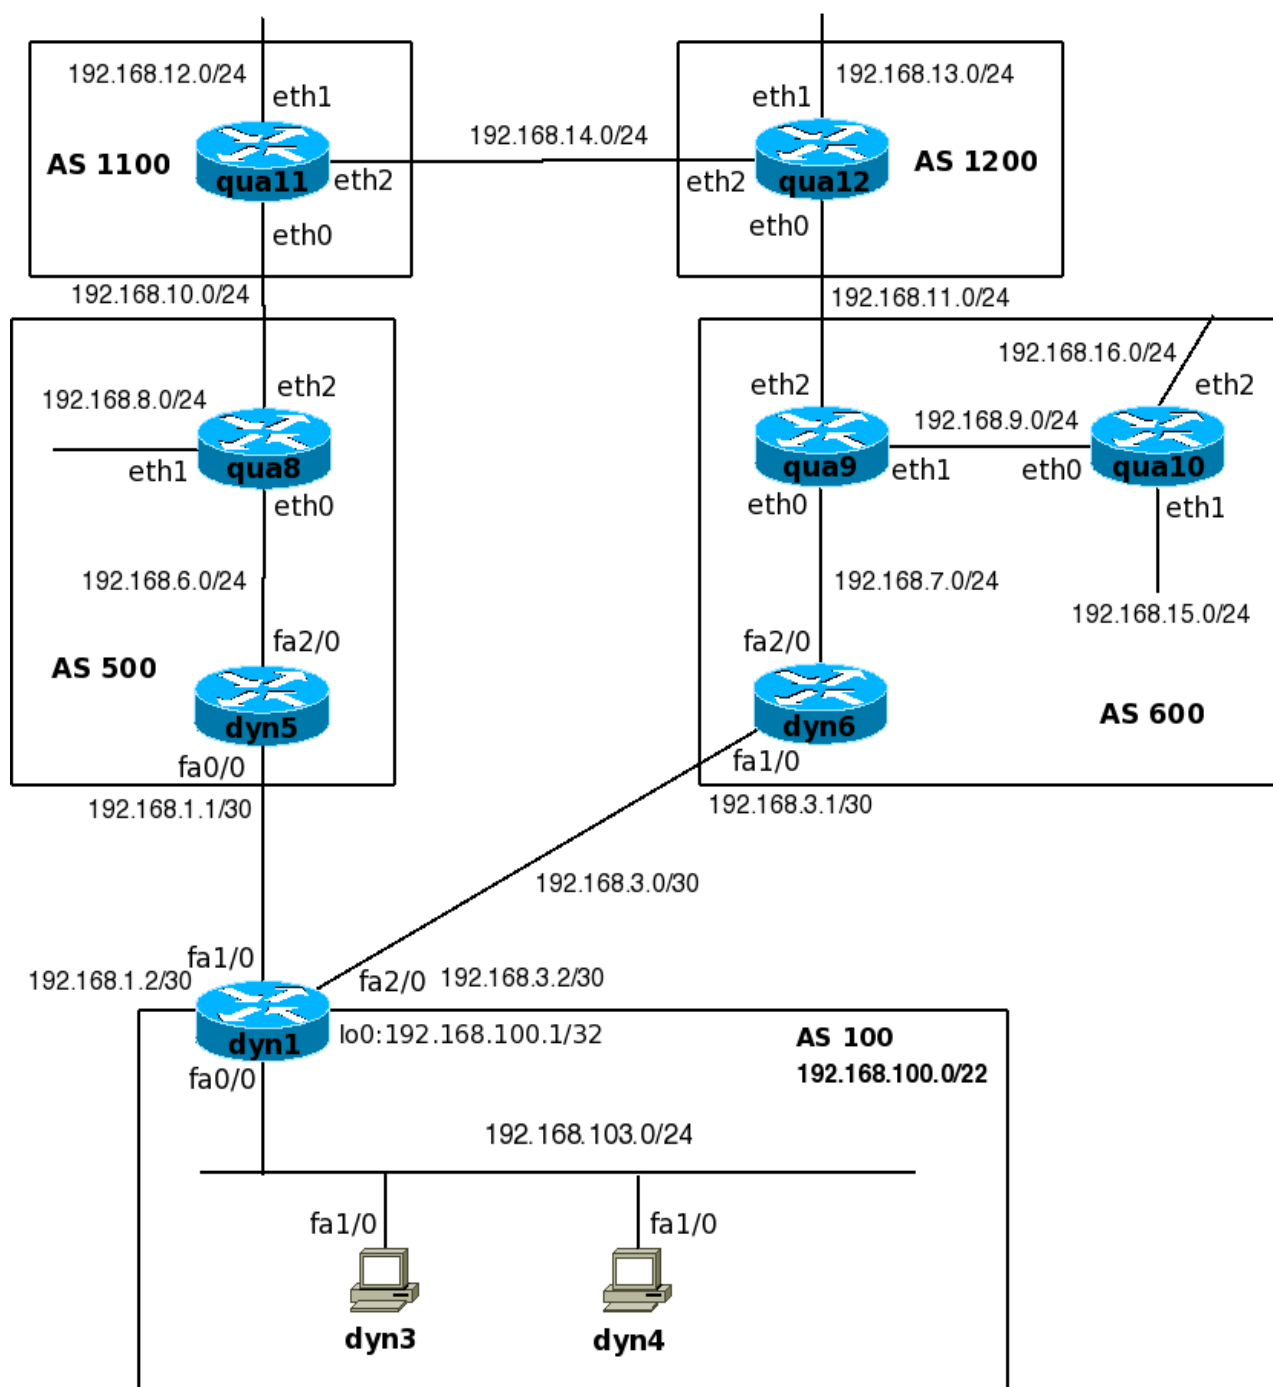 192.168.12.0/24
192.168.13.0/24
eth1
eth1
192.168.14.0/24
AS 1100
AS 1200
qua11
eth2
eth2
qua12
eth0
eth0
192.168.10.0/24
192.168.11.0/24
192.168.16.0/24
eth2
eth2
eth2
192.168.8.0/24
192.168.9.0/24
eth1
qua8
qua9
eth1
eth0
qua10
eth0
eth0
eth1
192.168.6.0/24
192.168.7.0/24
192.168.15.0/24
fa2/0
fa2/0
AS 500
AS 600
dyn5
dyn6
fa0/0
fa1/0
192.168.1.1/30
192.168.3.1/30
192.168.3.0/30
fa1/0
192.168.1.2/30
fa2/0
192.168.3.2/30
dyn1
lo0:192.168.100.1/32
AS 100
192.168.100.0/22
fa0/0
192.168.103.0/24
fa1/0
fa1/0
dyn3
dyn4